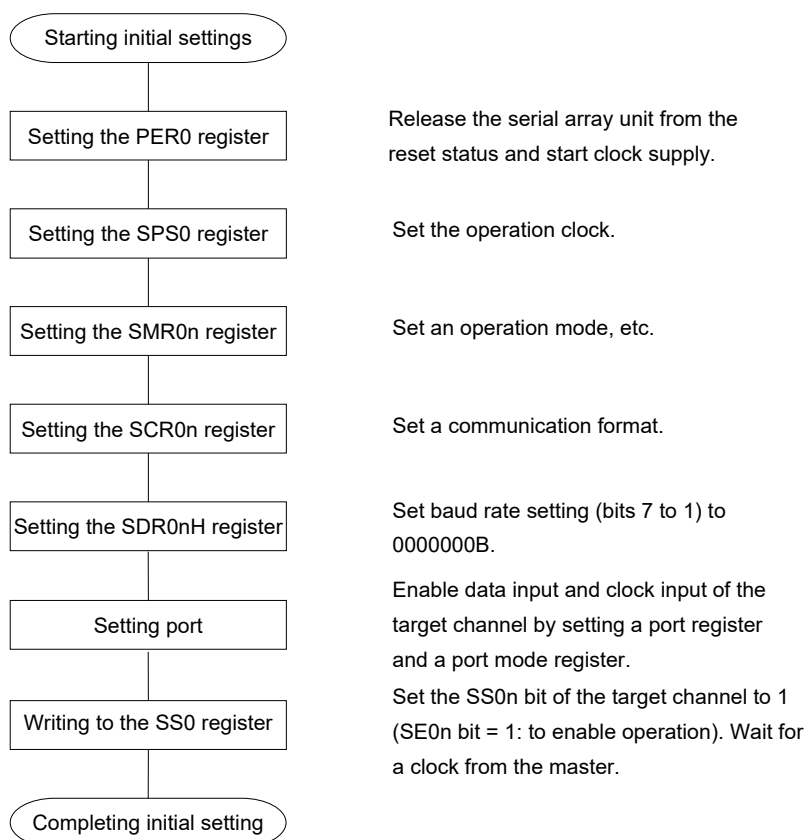 Starting initial settings
Setting the PER0 register
Release the serial array unit from the
reset status and start clock supply.
Setting the SPS0 register
Set the operation clock.
Setting the SMR0n register
Set an operation mode, etc.
Setting the SCR0n register
Set a communication format.
Setting the SDR0nH register
Set baud rate setting (bits 7 to 1) to
0000000B.
Setting port
Enable data input and clock input of the
target channel by setting a port register
and a port mode register.
Writing to the SS0 register
Set the SS0n bit of the target channel to 1
(SE0n bit = 1: to enable operation). Wait for
a clock from the master.
Completing initial setting